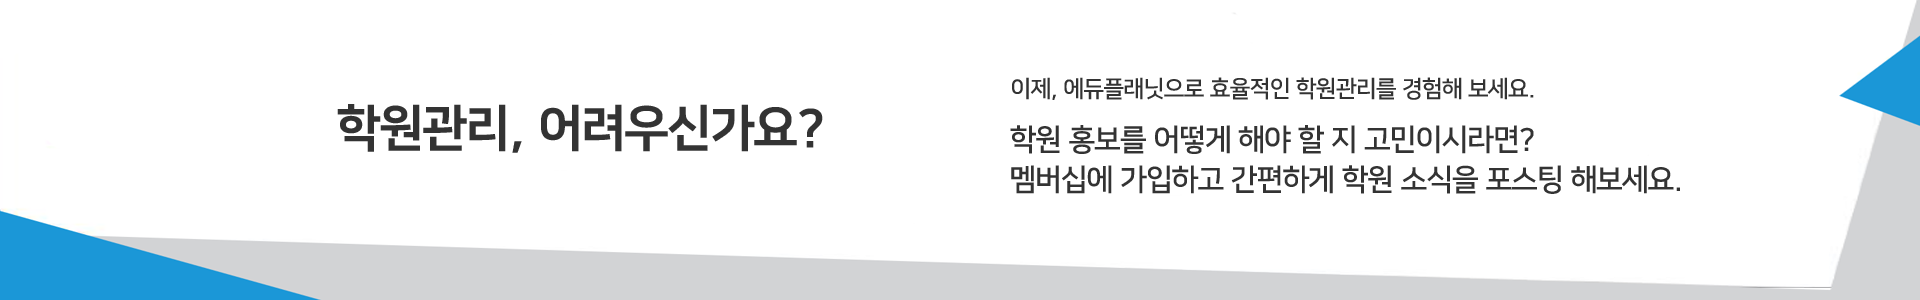 학원관리, 어려우신가요?
이제, 에듀플래닛으로 효율적인 학원관리를 경험해 보세요.
학원 홍보를 어떻게 해야 할 지 고민이시라면?
멤버십에 가입하고 간편하게 학원 소식을 포스팅 해보세요.